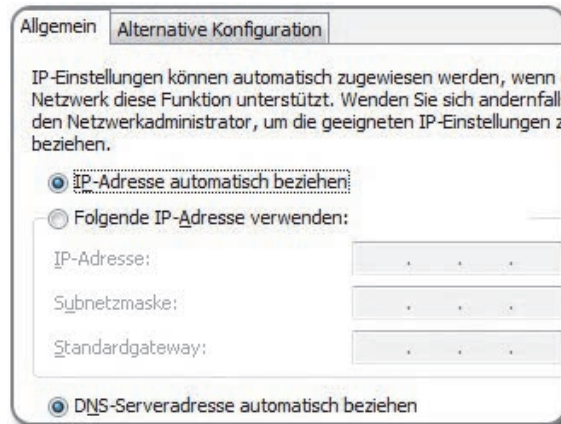 Allgemein Alternative Konfiguration
IP-Einstellungen können automatisch zugewiesen werden, wenn
Netzwerk diese Funktion unterstützt. Wenden Sie sich andernfall
den Netzwerkadministrator, um die geeigneten IP-Einstellungen z
beziehen.
IP-Adresse automatisch beziehen
Folgende IP-Adresse verwenden:
IP-Adresse: . . .
Subnetzmaske: . . .
Standardgateway: . . .
DNS-Serveradresse automatisch beziehen